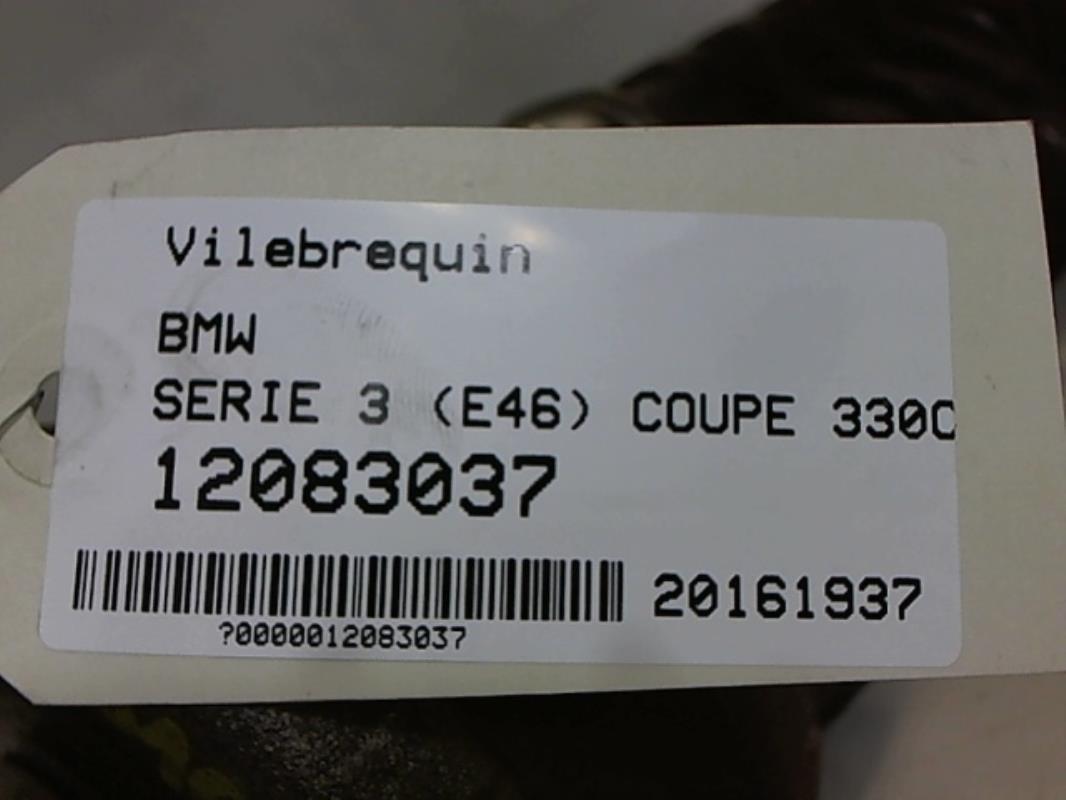 Vilebrequin
BMW
SERIE 3 (E46) COUPE 330C
12083037
20161937
?0000012083037